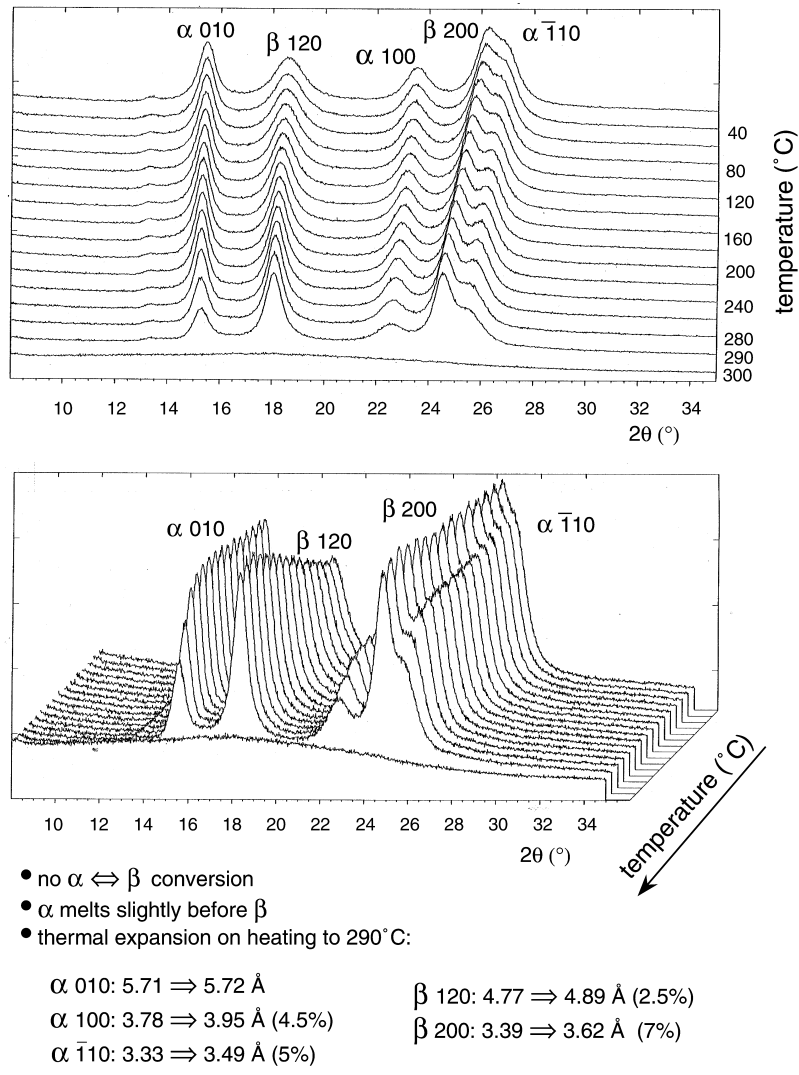 α 010
β 120
α 100
β 200
α 1̅10
40
80
120
160
200
240
280
290
300
temperature (˚C)
10 12 14 16 18 20 22 24 26 28 30 32 34
2θ (°)
α 010
β 120
β 200
α 1̅10
10 12 14 16 18 20 22 24 26 28 30 32 34
2θ (°)
temperature (˚C)
● no α ⇔ β conversion
● α melts slightly before β
● thermal expansion on heating to 290˚C:
α 010: 5.71 ⇒ 5.72 Å
α 100: 3.78 ⇒ 3.95 Å (4.5%)
α 1̅10: 3.33 ⇒ 3.49 Å (5%)
β 120: 4.77 ⇒ 4.89 Å (2.5%)
β 200: 3.39 ⇒ 3.62 Å (7%)